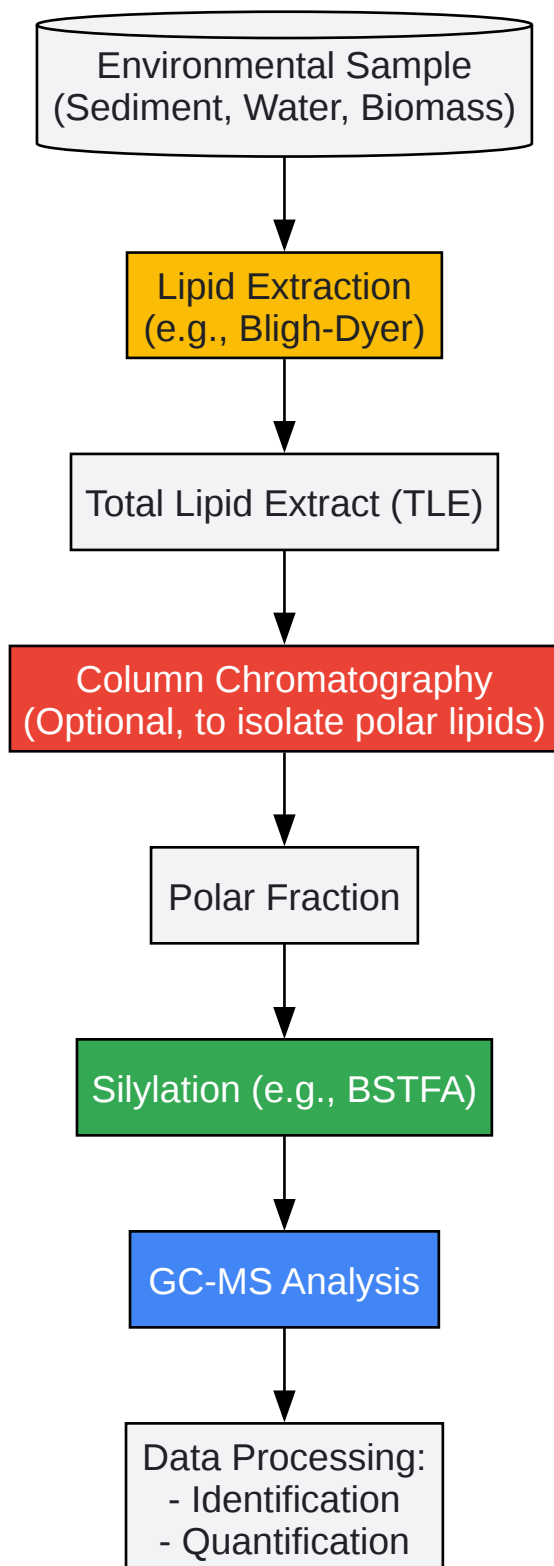 Environmental Sample
(Sediment, Water, Biomass)
Lipid Extraction
(e.g., Bligh-Dyer)
Total Lipid Extract (TLE)
Column Chromatography
(Optional, to isolate polar lipids)
Polar Fraction
Silylation (e.g., BSTFA)
GC-MS Analysis
Data Processing:
- Identification
- Quantification